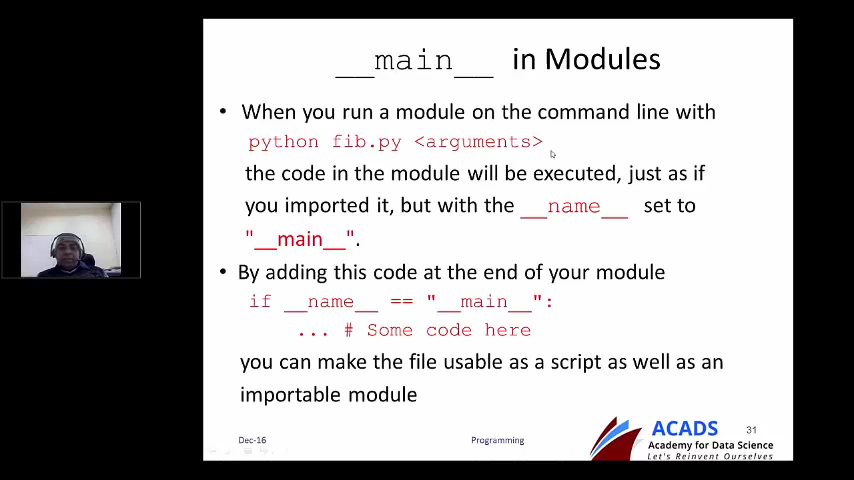 __main__ in Modules
• When you run a module on the command line with
python fib.py <arguments>
the code in the module will be executed, just as if
you imported it, but with the __name__ set to
"__main__".
• By adding this code at the end of your module
if __name__ == "__main__":
... # Some code here
you can make the file usable as a script as well as an
importable module
Dec-16
Programming
31
ACADS
Academy for Data Science
Let's Reinvent Ourselves